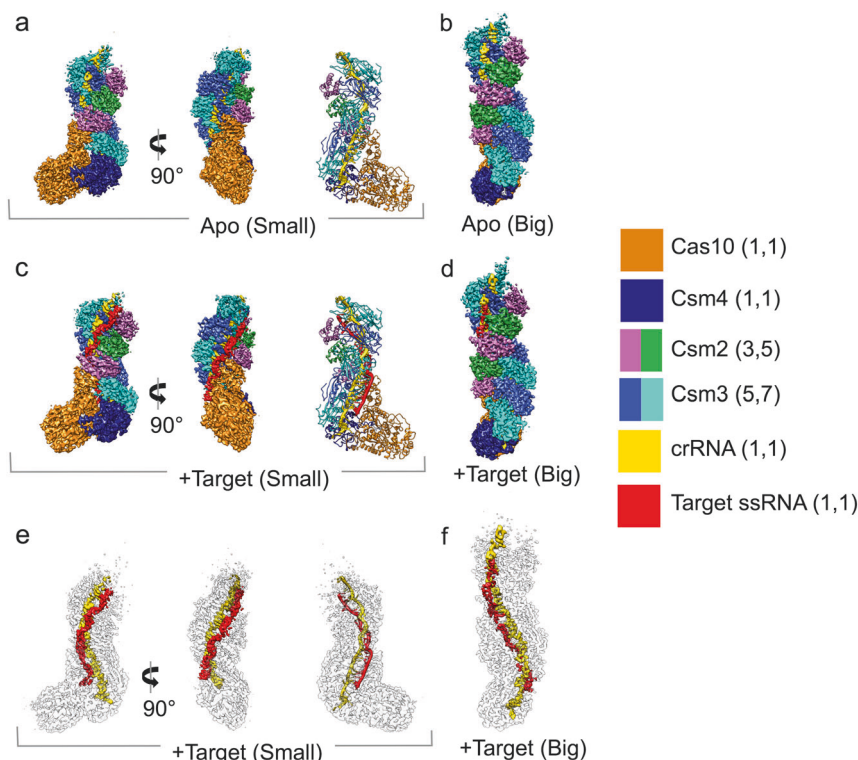 a
b
90°
Apo (Small)
Apo (Big)
c
d
90°
+Target (Small)
+Target (Big)
Cas10 (1,1)
Csm4 (1,1)
Csm2 (3,5)
Csm3 (5,7)
crRNA (1,1)
Target ssRNA (1,1)
e
f
90°
+Target (Small)
+Target (Big)